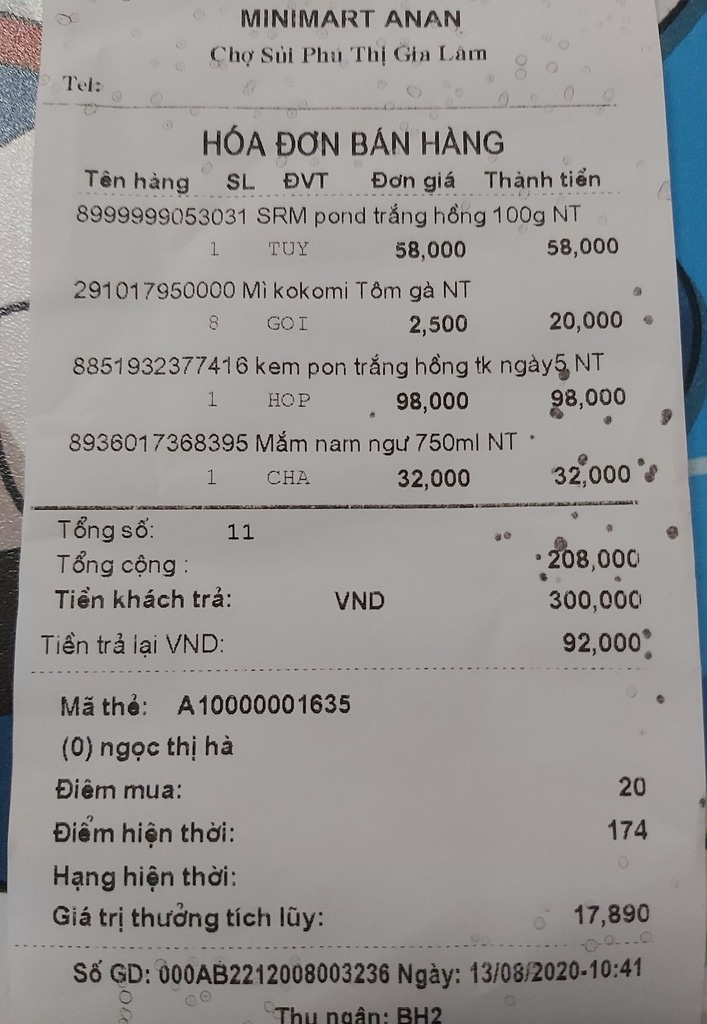 MINIMART ANAN
Chợ Sủi Phú Thị Gia Lâm
Tel:
HÓA ĐƠN BÁN HÀNG
Tên hàng SL ĐVT Đơn giá Thành tiền
8999999053031 SRM pond trắng hồng 100g NT
1 TUY 58,000 58,000
291017950000 Mì kokomi Tôm gà NT
8 GOI 2,500 20,000
8851932377416 kem pon trắng hồng tk ngày5 NT
1 HOP 98,000 98,000
8936017368395 Mắm nam ngư 750ml NT
1 CHA 32,000 32,000
Tổng số: 11
Tổng cộng : 208,000
Tiền khách trả: VND 300,000
Tiền trả lại VND: 92,000
Mã thẻ: A10000001635
(0) ngọc thị hà
Điểm mua: 20
Điểm hiện thời: 174
Hạng hiện thời:
Giá trị thưởng tích lũy: 17,890
Số GD: 000AB2212008003236 Ngày: 13/08/2020-10:41
Thu ngân: BH2